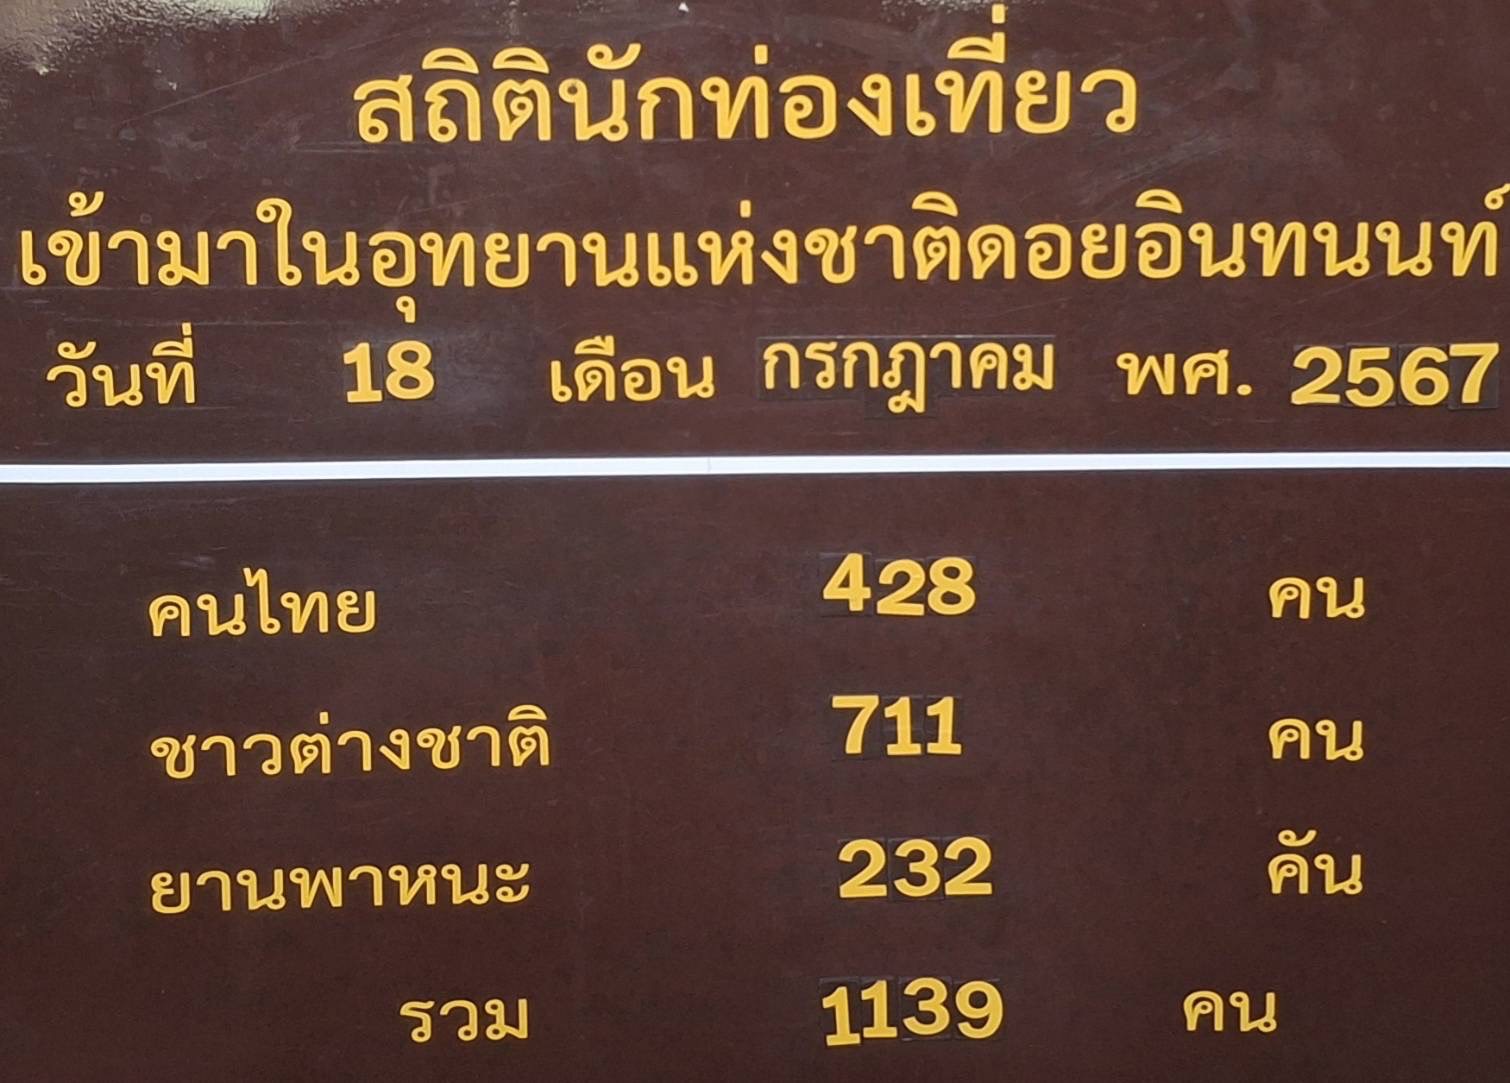 สถิตินักท่องเที่ยว
เข้ามาในอุทยานแห่งชาติดอยอินทนนท์
วันที่ 18 เดือน กรกฎาคม พศ. 2567
คนไทย 428 คน
ชาวต่างชาติ 711 คน
ยานพาหนะ 232 คัน
รวม 1139 คน